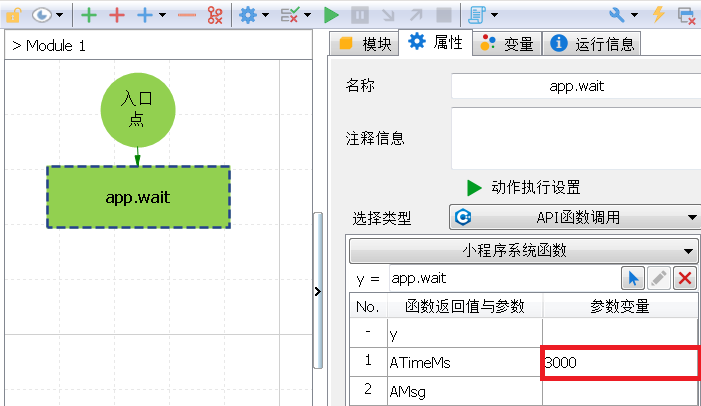 > Module 1
入口
点
app.wait
模块 属性 变量 运行信息
名称 app.wait
注释信息
动作执行设置
选择类型 API函数调用
小程序系统函数
y = app.wait
No. 函数返回值与参数 参数变量
- y
1 ATimeMs 3000
2 AMsg